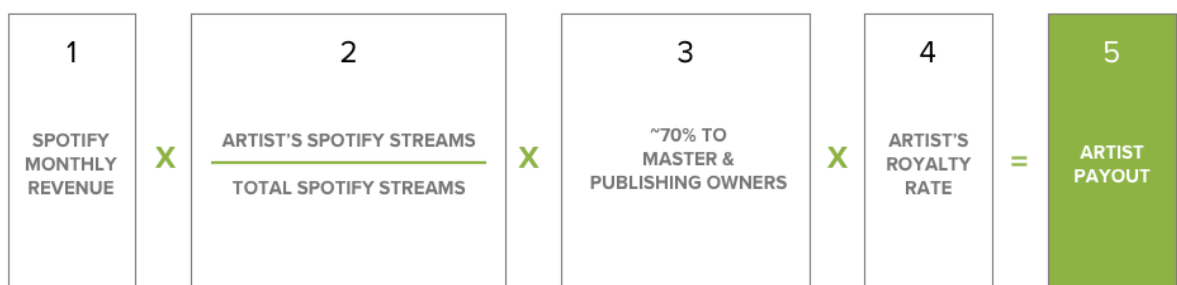 1
SPOTIFY
MONTHLY
REVENUE
X
2
ARTIST'S SPOTIFY STREAMS
TOTAL SPOTIFY STREAMS
X
3
~70% TO
MASTER &
PUBLISHING OWNERS
X
4
ARTIST'S
ROYALTY
RATE
=
5
ARTIST
PAYOUT